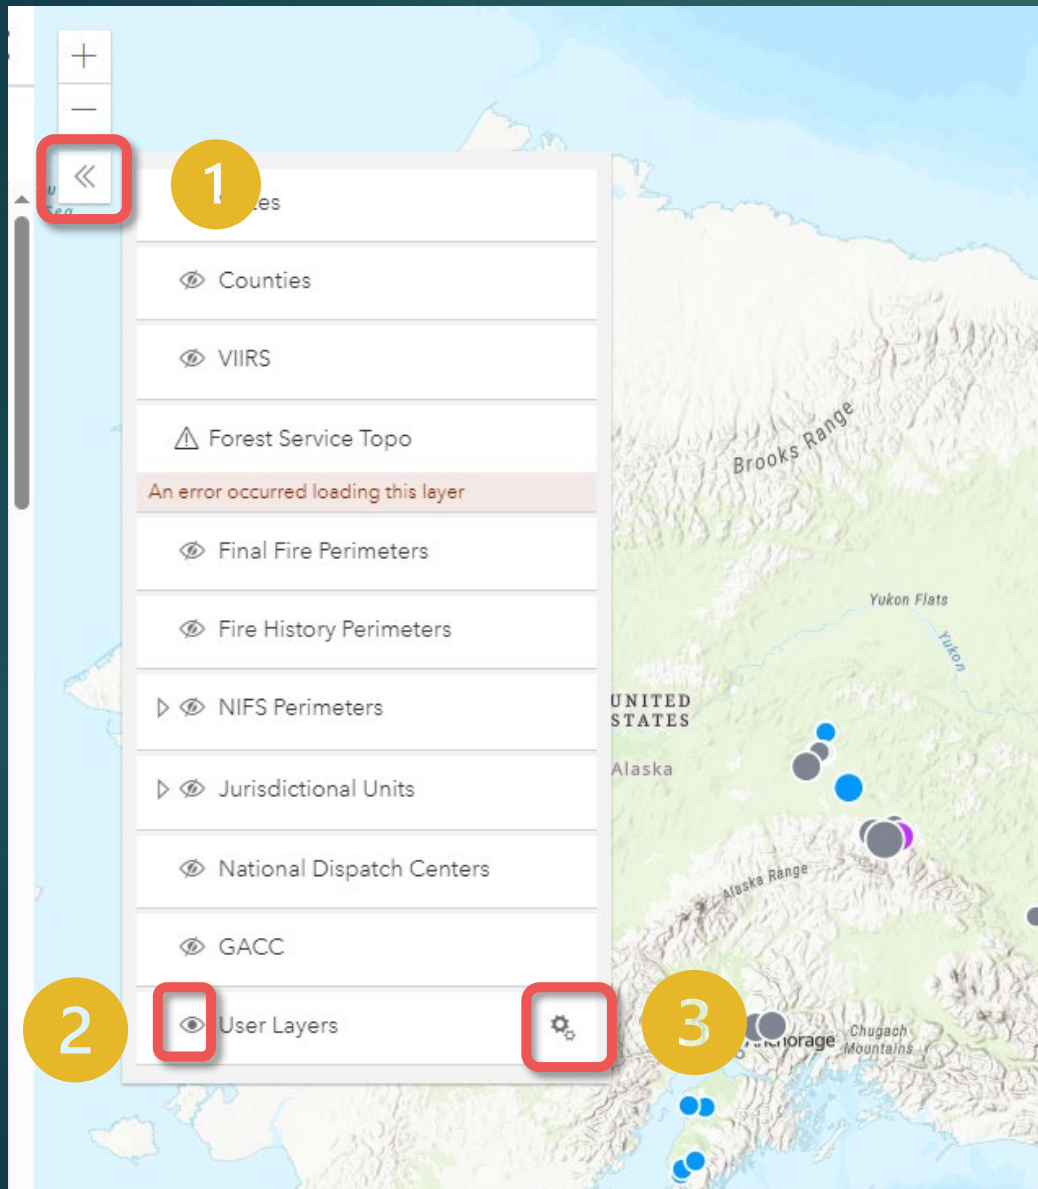 1
Sea
Counties
VIIRS
Forest Service Topo
An error occurred loading this layer
Final Fire Perimeters
Fire History Perimeters
NIFS Perimeters
Jurisdictional Units
National Dispatch Centers
GACC
2
User Layers
3
Brooks Range
Yukon Flats
Yukon
UNITED
STATES
Alaska
Alaska Range
Chugach
Mountains